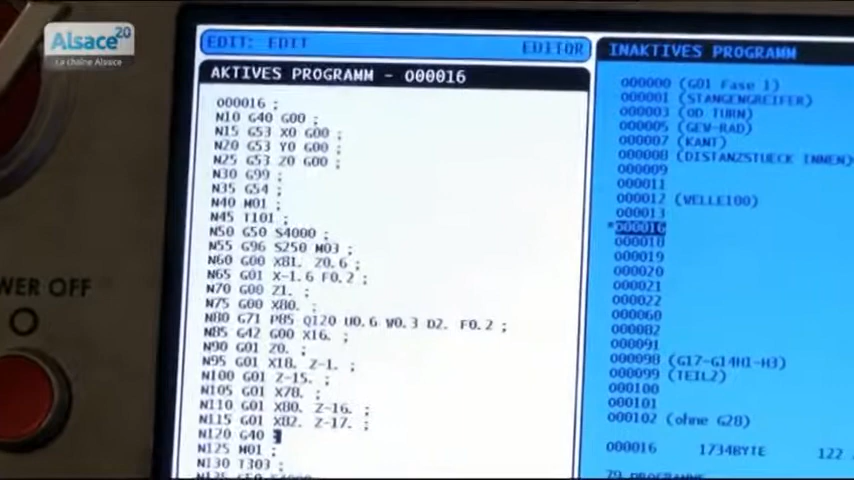 Alsace20
La chaîne Alsace
EDIT: EDIT
EDITOR
AKTIVES PROGRAMM - O00016
O00016 ;
N10 G40 G00 ;
N15 G53 X0 G00 ;
N20 G53 Y0 G00 ;
N25 G53 Z0 G00 ;
N30 G99 ;
N35 G54 ;
N40 M01 ;
N45 T101 ;
N50 G50 S4000 ;
N55 G96 S250 M03 ;
N60 G00 X81. Z0.6 ;
N65 G01 X-1.6 F0.2 ;
N70 G00 Z1. ;
N75 G00 X80. ;
N80 G71 P85 Q120 U0.6 W0.3 D2. F0.2 ;
N85 G42 G00 X16. ;
N90 G01 Z0. ;
N95 G01 X18. Z-1. ;
N100 G01 Z-15. ;
N105 G01 X78. ;
N110 G01 X80. Z-16. ;
N115 G01 X82. Z-17. ;
N120 G40 ;
N125 M01 ;
N130 T303 ;
INAKTIVES PROGRAMM
O00000 (G01 Fase 1)
O00001 (STANGENGREIFER)
O00003 (OD TURN)
O00005 (GEW-RAD)
O00007 (KANT)
O00008 (DISTANZSTUECK INNEN)
O00009
O00011
O00012 (VELLE100)
O00013
*O00016
O00018
O00019
O00020
O00021
O00022
O00060
O00082
O00091
O00098 (G17-G14H1-H3)
O00099 (TEIL2)
O00100
O00101
O00102 (ohne G28)
O00016 1734BYTE 122
79 PROGRAMME
WER OFF